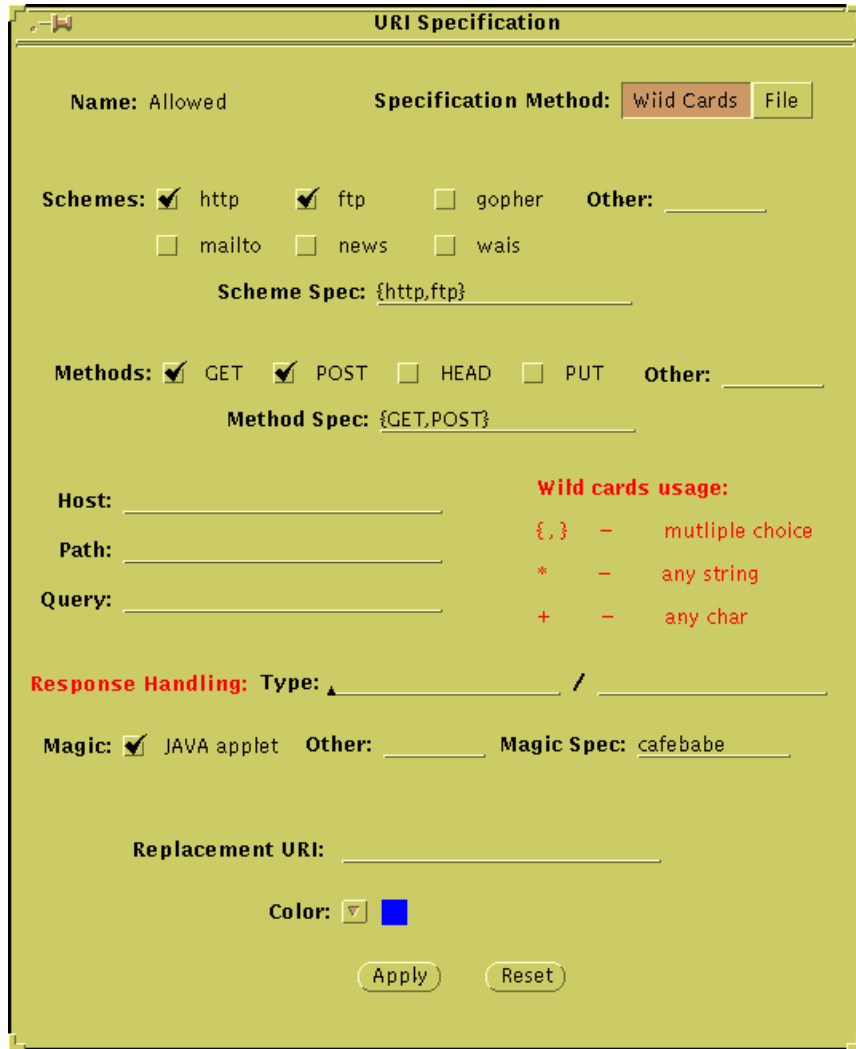 URI Specification
Name: Allowed Specification Method: Wiid Cards File
Schemes: http ftp gopher Other:
mailto news wais
Scheme Spec: {http,ftp}
Methods: GET POST HEAD PUT Other:
Method Spec: {GET,POST}
Wild cards usage:
Host:
{,} – mutliple choice
Path:
* – any string
Query:
+ – any char
Response Handling: Type: /
Magic: JAVA applet Other: Magic Spec: cafebabe
Replacement URI:
Color:
Apply Reset